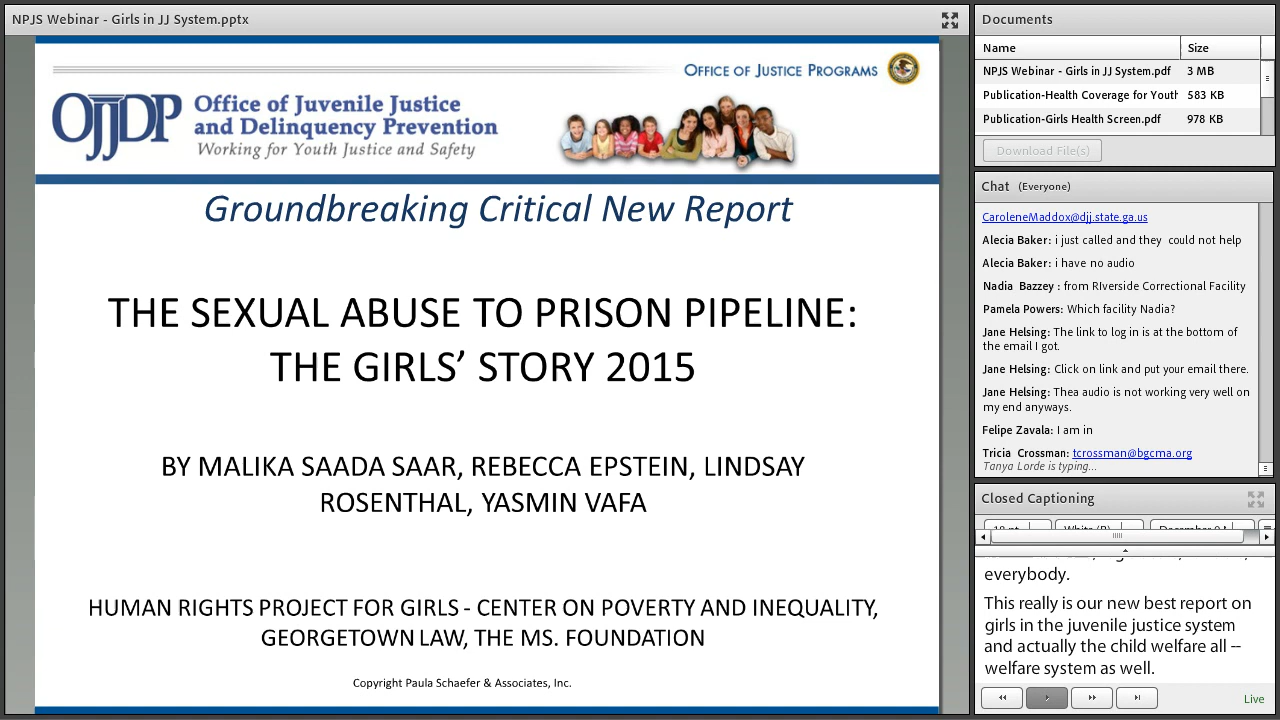 NPJS Webinar - Girls in JJ System.pptx
OFFICE OF JUSTICE PROGRAMS
OJJDP
Office of Juvenile Justice
and Delinquency Prevention
Working for Youth Justice and Safety
Groundbreaking Critical New Report
THE SEXUAL ABUSE TO PRISON PIPELINE:
THE GIRLS’ STORY 2015
BY MALIKA SAADA SAAR, REBECCA EPSTEIN, LINDSAY
ROSENTHAL, YASMIN VAFA
HUMAN RIGHTS PROJECT FOR GIRLS - CENTER ON POVERTY AND INEQUALITY,
GEORGETOWN LAW, THE MS. FOUNDATION
Copyright Paula Schaefer & Associates, Inc.
Documents
Name Size
NPJS Webinar - Girls in JJ System.pdf 3 MB
Publication-Health Coverage for Youth 583 KB
Publication-Girls Health Screen.pdf 978 KB
Download File(s)
Chat (Everyone)
CaroleneMaddox@djj.state.ga.us
Alecia Baker: i just called and they could not help
Alecia Baker: i have no audio
Nadia Bazzey : from RIverside Correctional Facility
Pamela Powers: Which facility Nadia?
Jane Helsing: The link to log in is at the bottom of
the email I got.
Jane Helsing: Click on link and put your email there.
Jane Helsing: Thea audio is not working very well on
my end anyways.
Felipe Zavala: I am in
Tricia Crossman: tcrossman@bgcma.org
Tanya Lorde is typing...
Closed Captioning
everybody.
This really is our new best report on
girls in the juvenile justice system
and actually the child welfare all --
welfare system as well.
Live